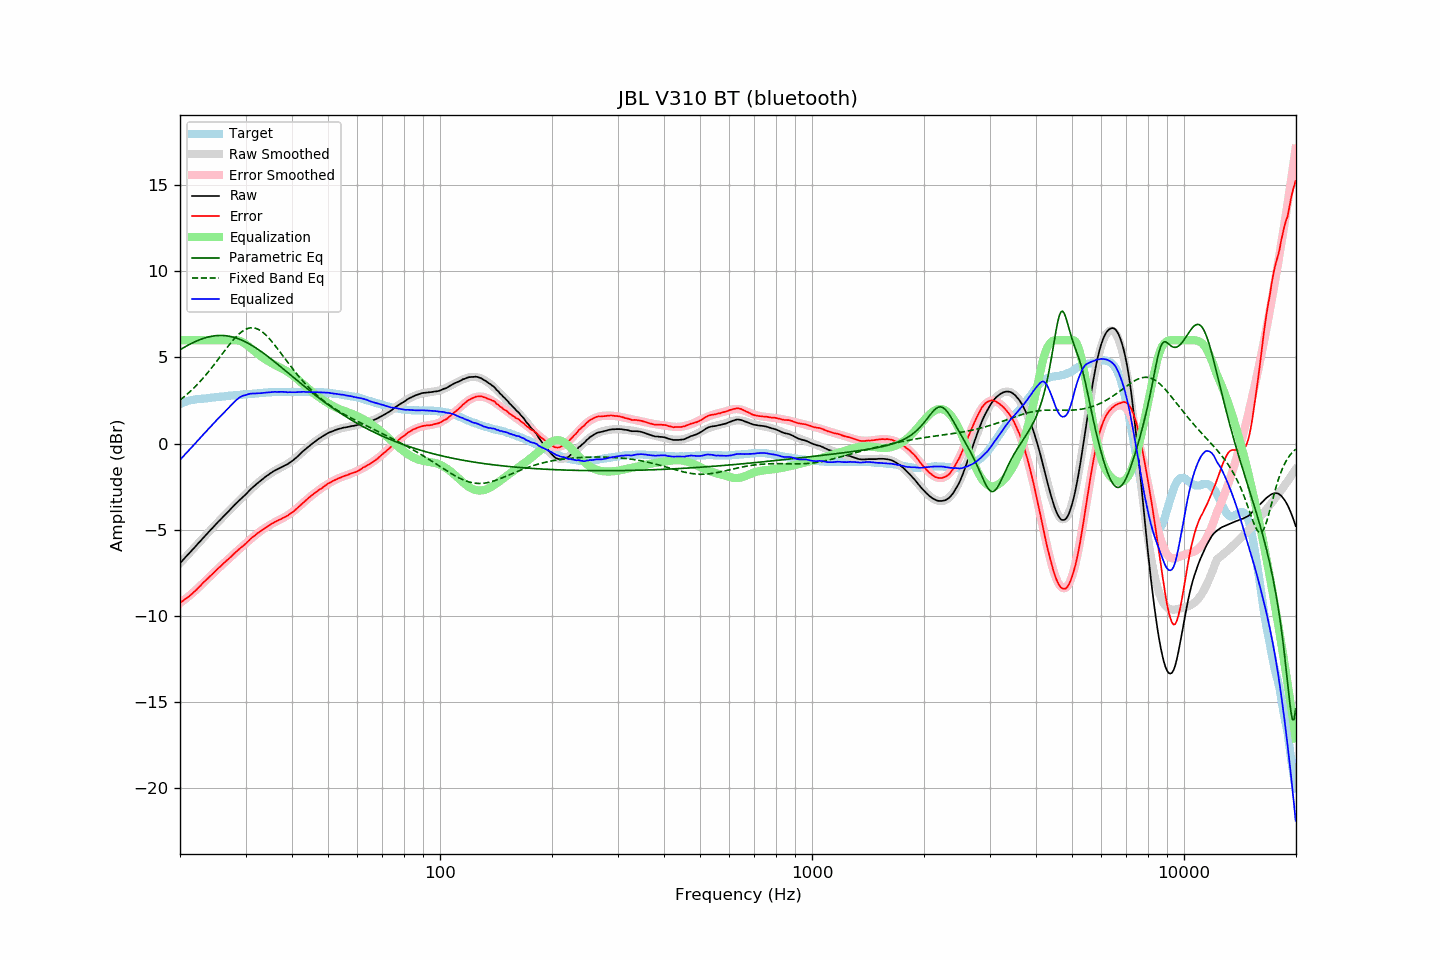 JBL V310 BT (bluetooth)
Target
Raw Smoothed
Error Smoothed
Raw
Error
Equalization
Parametric Eq
Fixed Band Eq
Equalized
15
10
5
0
−5
−10
−15
−20
Amplitude (dBr)
100
1000
10000
Frequency (Hz)